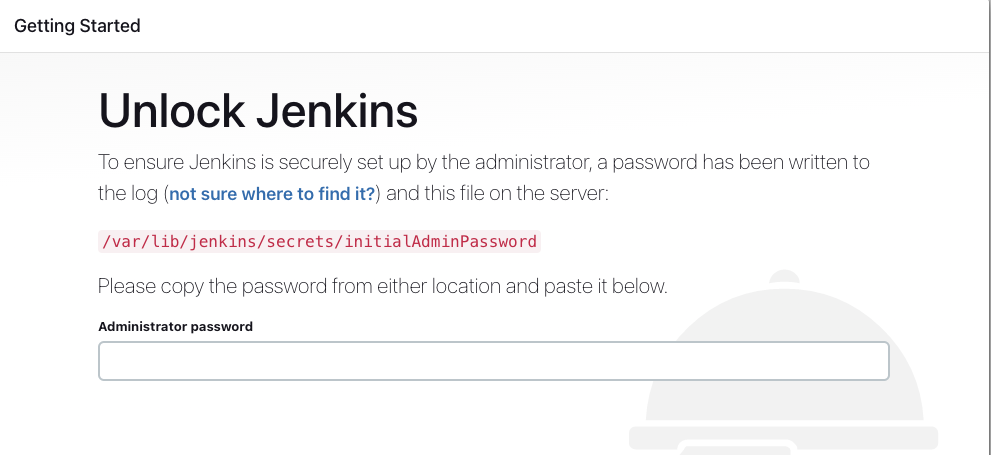 Getting Started
Unlock Jenkins
To ensure Jenkins is securely set up by the administrator, a password has been written to
the log (not sure where to find it?) and this file on the server:
/var/lib/jenkins/secrets/initialAdminPassword
Please copy the password from either location and paste it below.
Administrator password